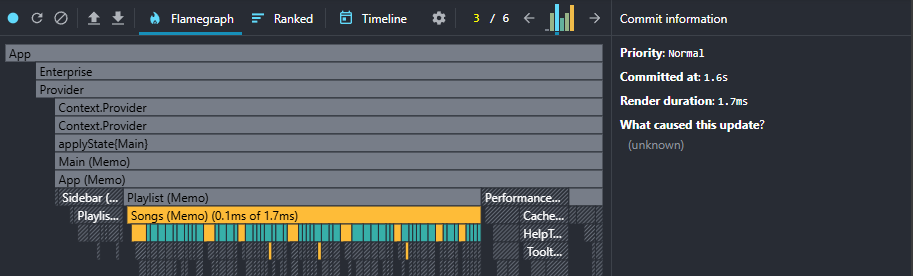 Flamegraph Ranked Timeline 3 / 6 Commit information
App
Enterprise
Provider
Context.Provider
Context.Provider
applyState{Main}
Main (Memo)
App (Memo)
Sidebar (... Playlist (Memo) Performance...
Playlis... Songs (Memo) (0.1ms of 1.7ms) Cache...
HelpT...
Toolt...
Priority: Normal
Committed at: 1.6s
Render duration: 1.7ms
What caused this update?
(unknown)